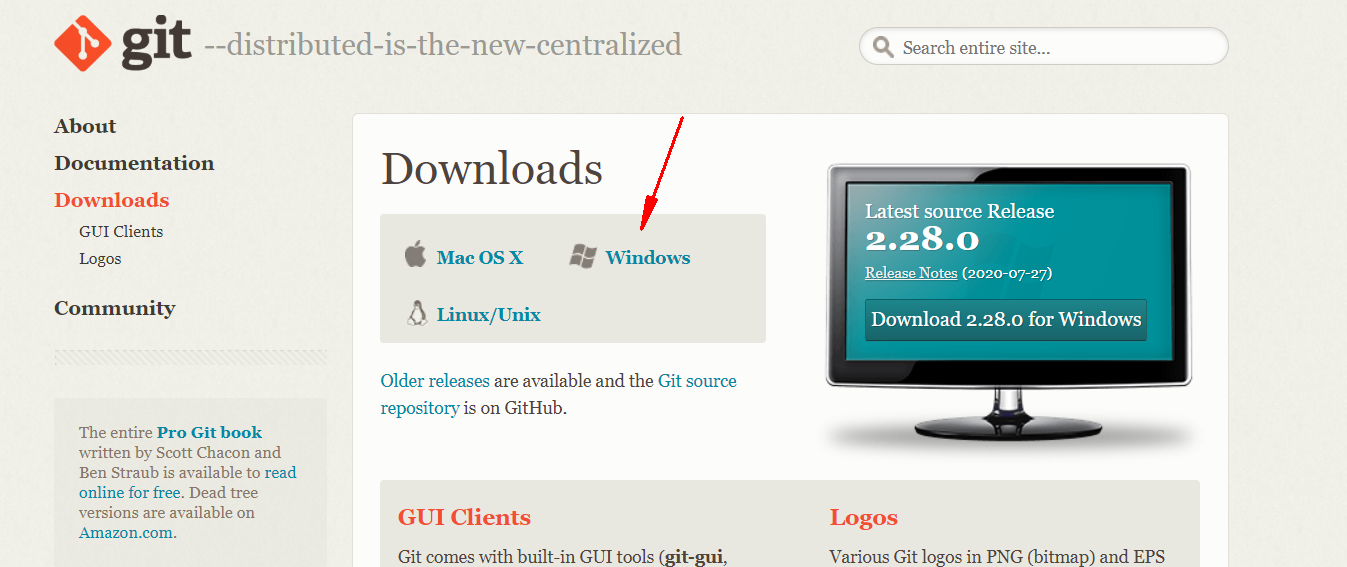 git --distributed-is-the-new-centralized
Search entire site...
About
Documentation
Downloads
GUI Clients
Logos
Community
The entire Pro Git book
written by Scott Chacon and
Ben Straub is available to read
online for free. Dead tree
versions are available on
Amazon.com.
Downloads
Mac OS X
Windows
Linux/Unix
Older releases are available and the Git source
repository is on GitHub.
Latest source Release
2.28.0
Release Notes (2020-07-27)
Download 2.28.0 for Windows
GUI Clients
Git comes with built-in GUI tools (git-gui,
Logos
Various Git logos in PNG (bitmap) and EPS